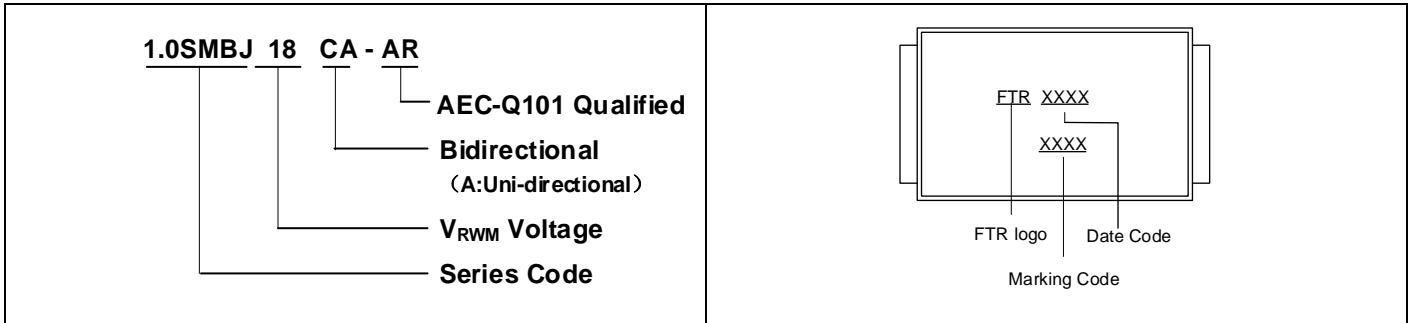 1.0SMBJ 18 CA - AR
AEC-Q101 Qualified
Bidirectional
（A:Uni-directional）
VRWM Voltage
Series Code
FTR XXXX
XXXX
FTR logo Date Code
Marking Code